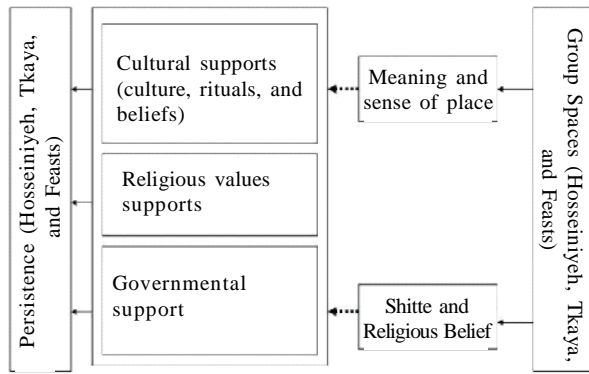 Persistence (Hosseiniyeh, Tkaya,
and Feasts)
Cultural supports
(culture, rituals, and
beliefs)
Religious values
supports
Governmental
support
Meaning and
sense of place
Shitte and
Religious Belief
Group Spaces (Hosseiniyeh, Tkaya,
and Feasts)